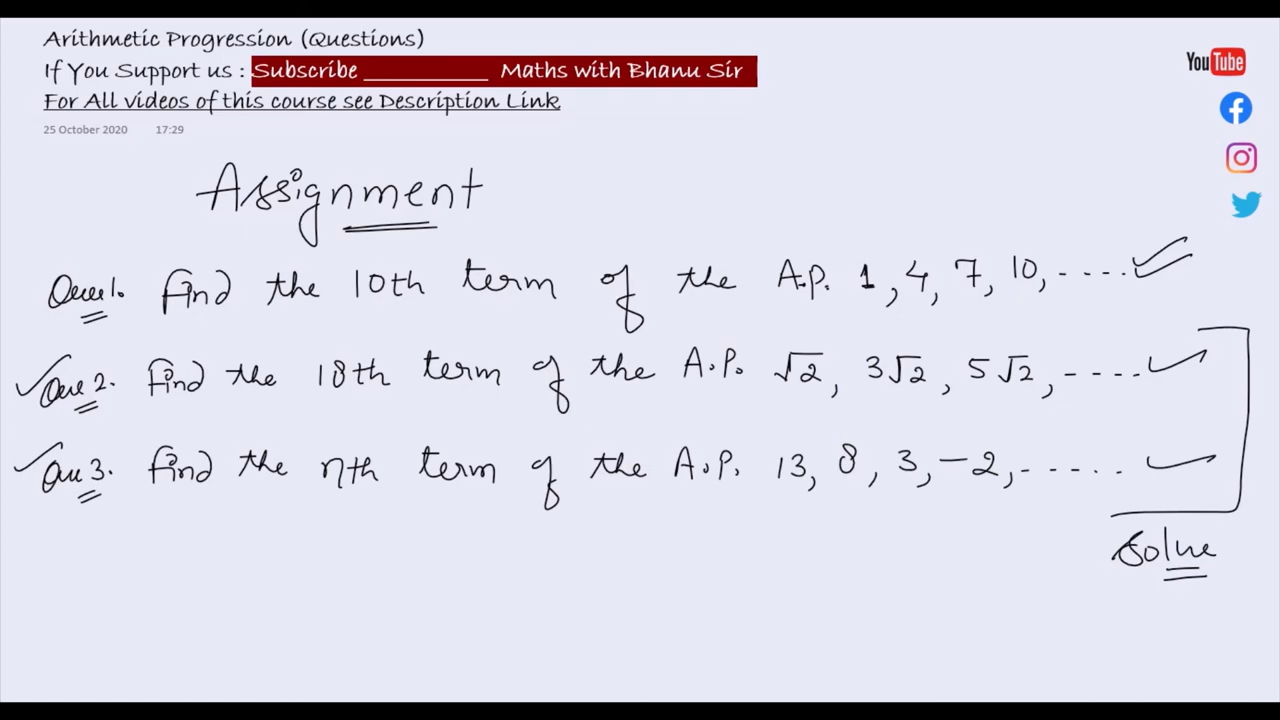 Arithmetic Progression (Questions)
If You Support us : Subscribe ____________ Maths with Bhanu Sir
For All videos of this course see Description Link
25 October 2020 17:29
YouTube
Assignment
Que 1. Find the 10th term of the A.P. 1, 4, 7, 10, ----
Que 2. Find the 18th term of the A.P. √2, 3√2, 5√2, ----
Que 3. Find the nth term of the A.P. 13, 8, 3, -2, ------
Solve